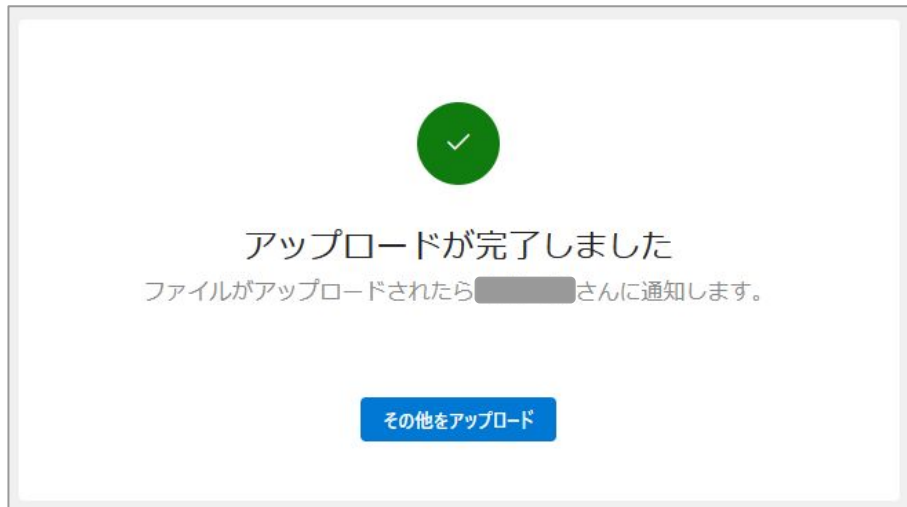 アップロードが完了しました
ファイルがアップロードされたら さんに通知します。
その他をアップロード